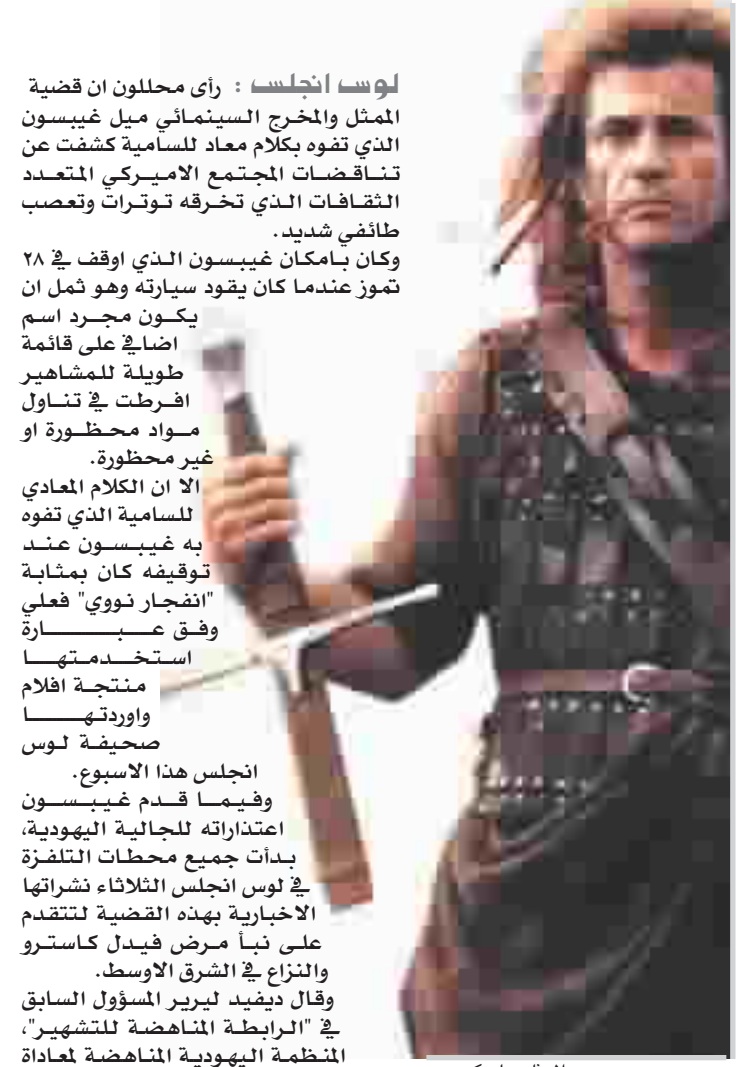 لوس انجلس : رأى محللون ان قضية
الممثل والمخرج السينمائي ميل غيبسون
الذي تفوه بكلام معاد للسامية كشفت عن
تناقضات المجتمع الاميركي المتعدد
الثقافات الذي تخرقه توترات وتعصب
طائفي شديد.
وكان بامكان غيبسون الذي اوقف في ٢٨
تموز عندما كان يقود سيارته وهو ثمل ان
يكون مجرد اسم
اضافي على قائمة
طويلة للمشاهير
افرطت في تناول
مواد محظورة او
غير محظورة.
الا ان الكلام المعادي
للسامية الذي تفوه
به غيبسون عند
توقيفه كان بمثابة
"انفجار نووي" فعلي
وفق عبارة
استخدمتها
منتجة افلام
واوردتها
صحيفة لوس
انجلس هذا الاسبوع.
وفيما قدم غيبسون
اعتذاراته للجالية اليهودية،
بدأت جميع محطات التلفزة
في لوس انجلس الثلاثاء نشراتها
الاخبارية بهذه القضية لتتقدم
على نبأ مرض فيدل كاسترو
والنزاع في الشرق الاوسط.
وقال ديفيد ليرير المسؤول السابق
في "الرابطة المناهضة للتشهير"،
المنظمة اليهودية المناهضة لمعاداة